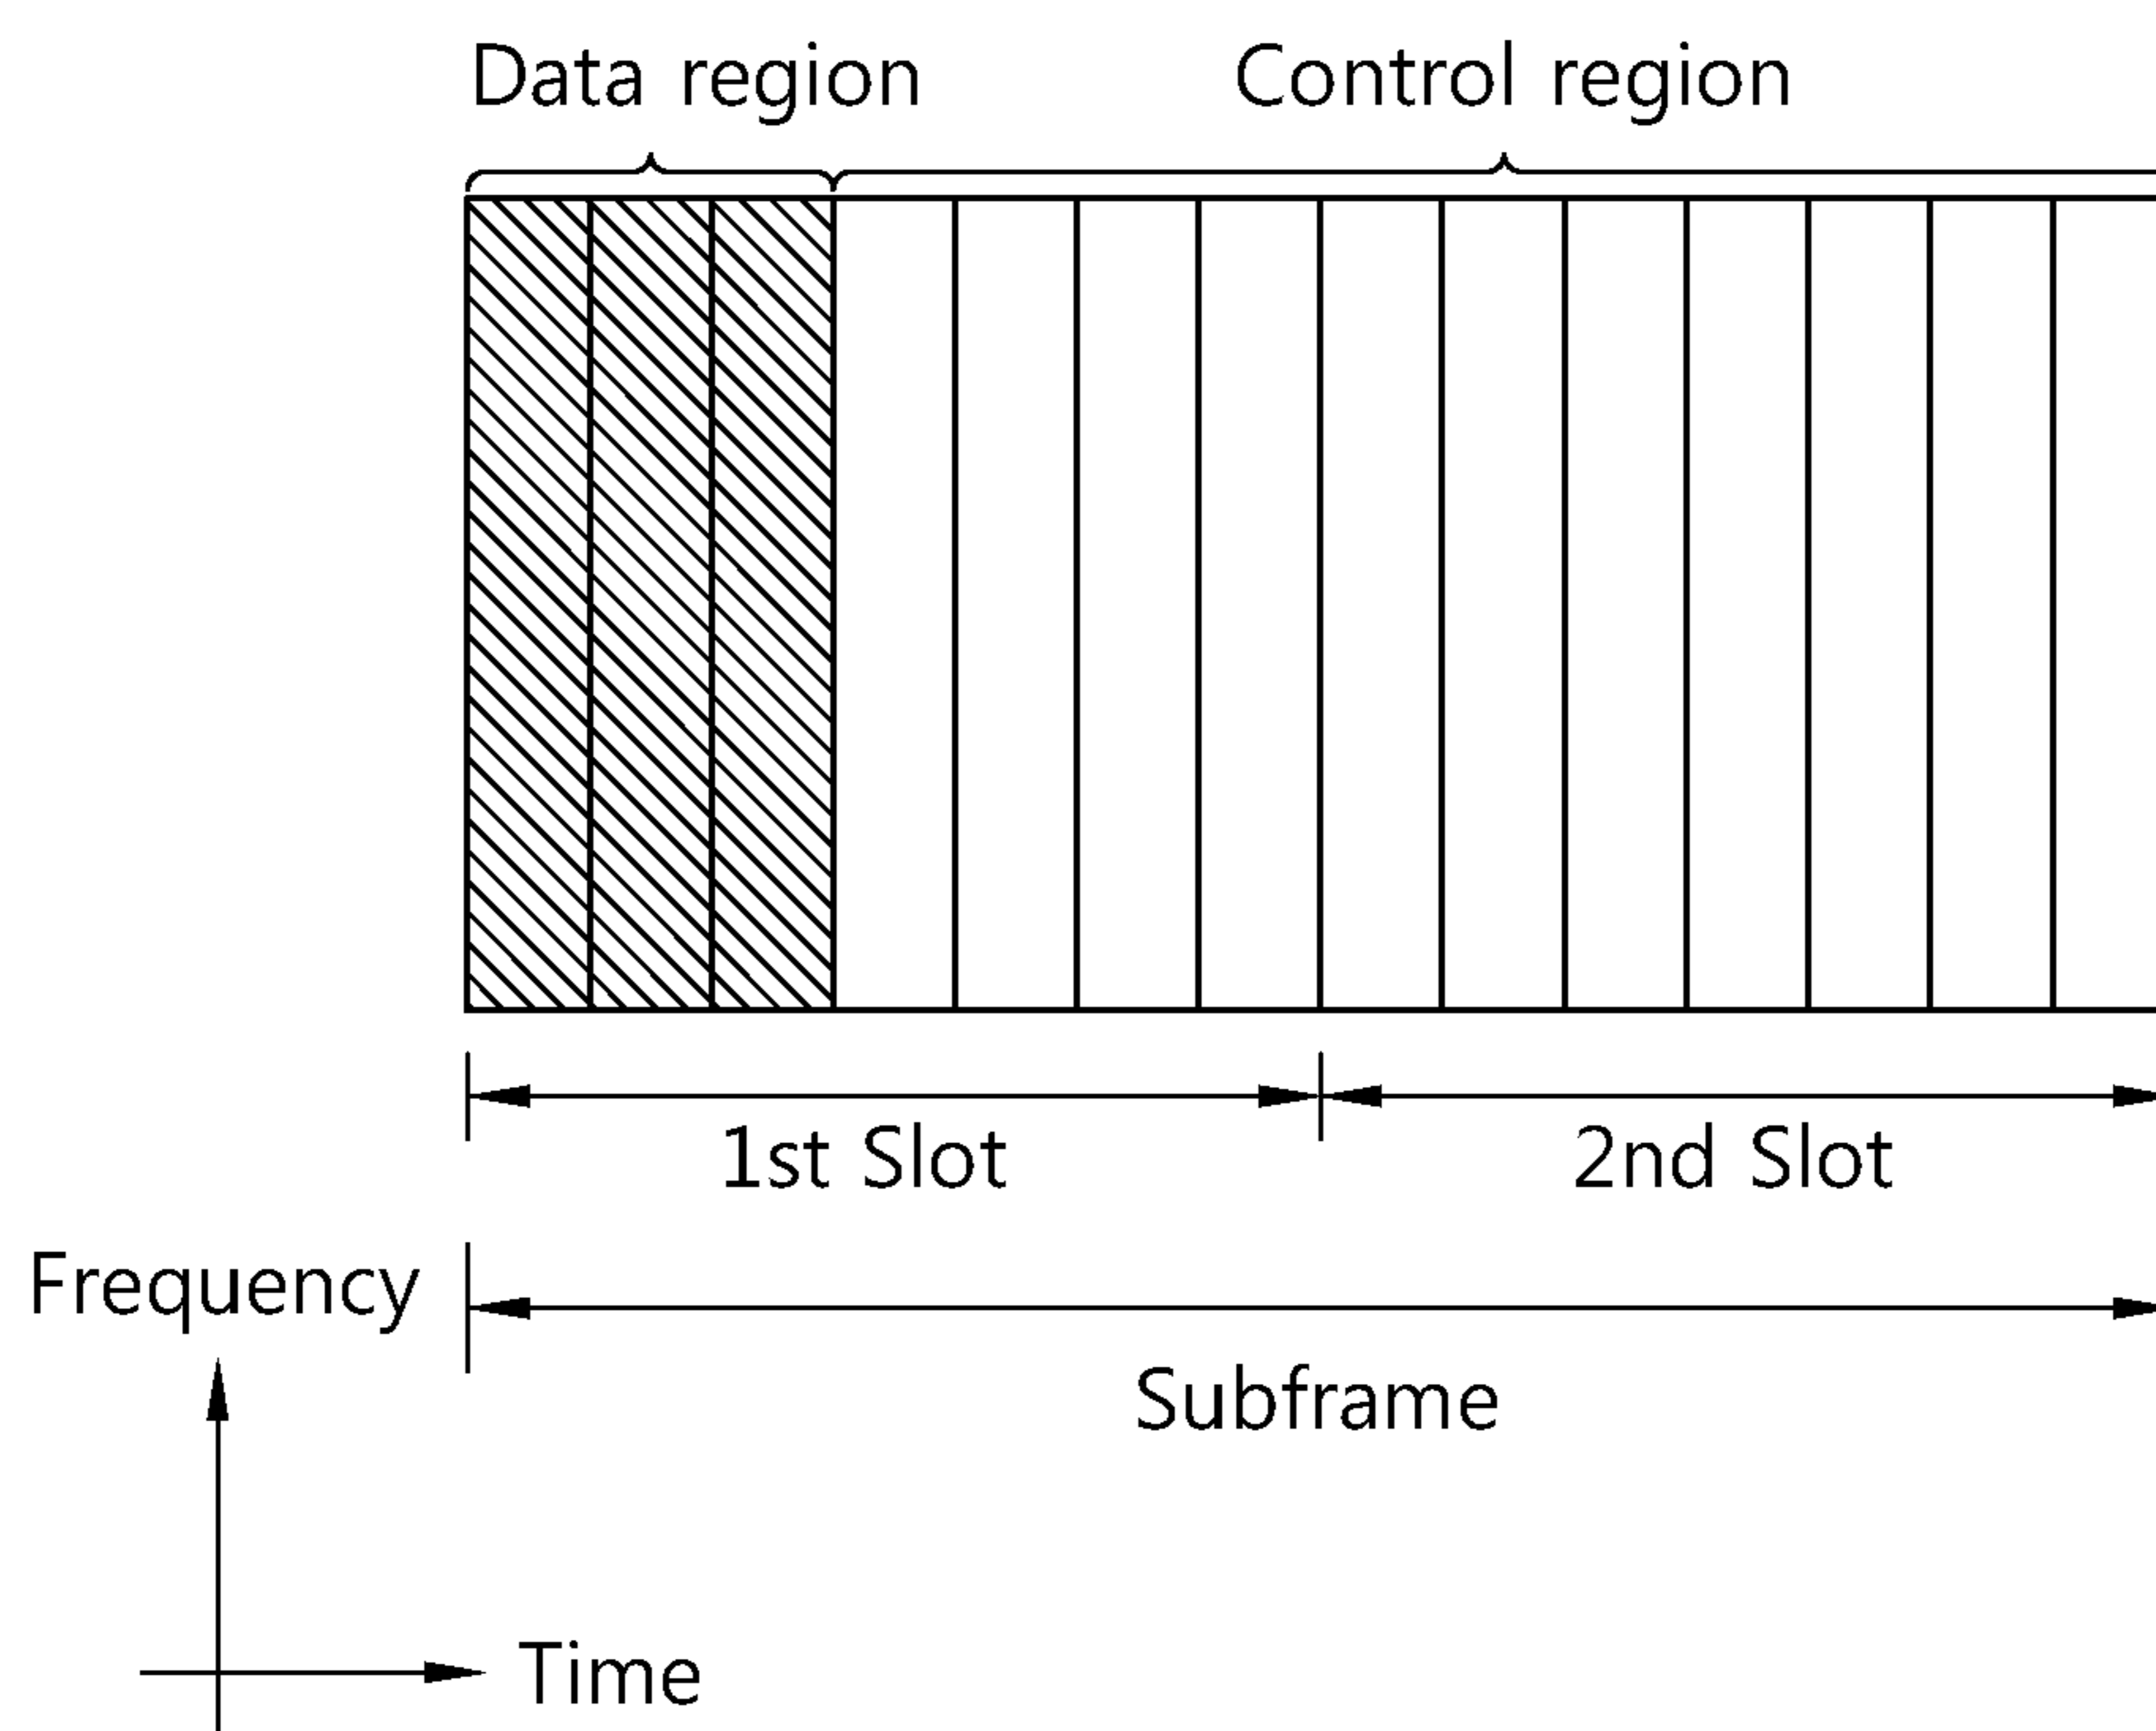 Data region
Control region
1st Slot
2nd Slot
Frequency
Subframe
Time